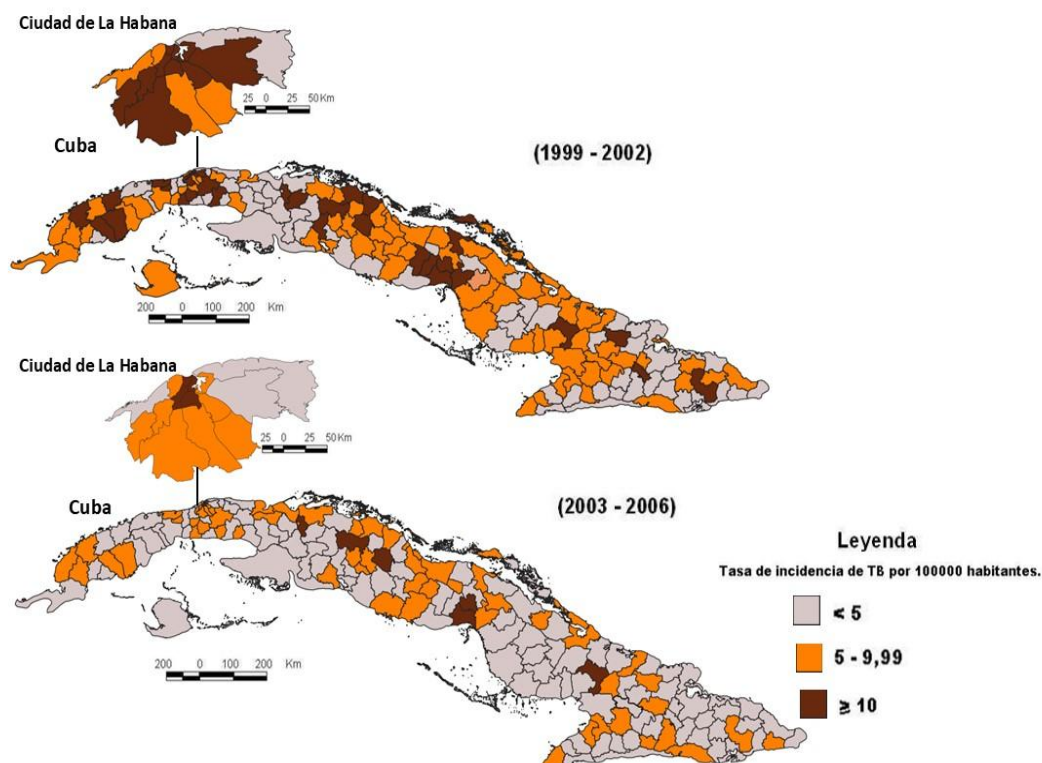 Ciudad de La Habana
25 0 25 50 Km
Cuba
(1999 - 2002)
200 0 100 200 Km
Ciudad de La Habana
25 0 25 50 Km
Cuba
(2003 - 2006)
Leyenda
Tasa de incidencia de TB por 100000 habitantes.
< 5
5 - 9,99
≥ 10
200 0 100 200 Km